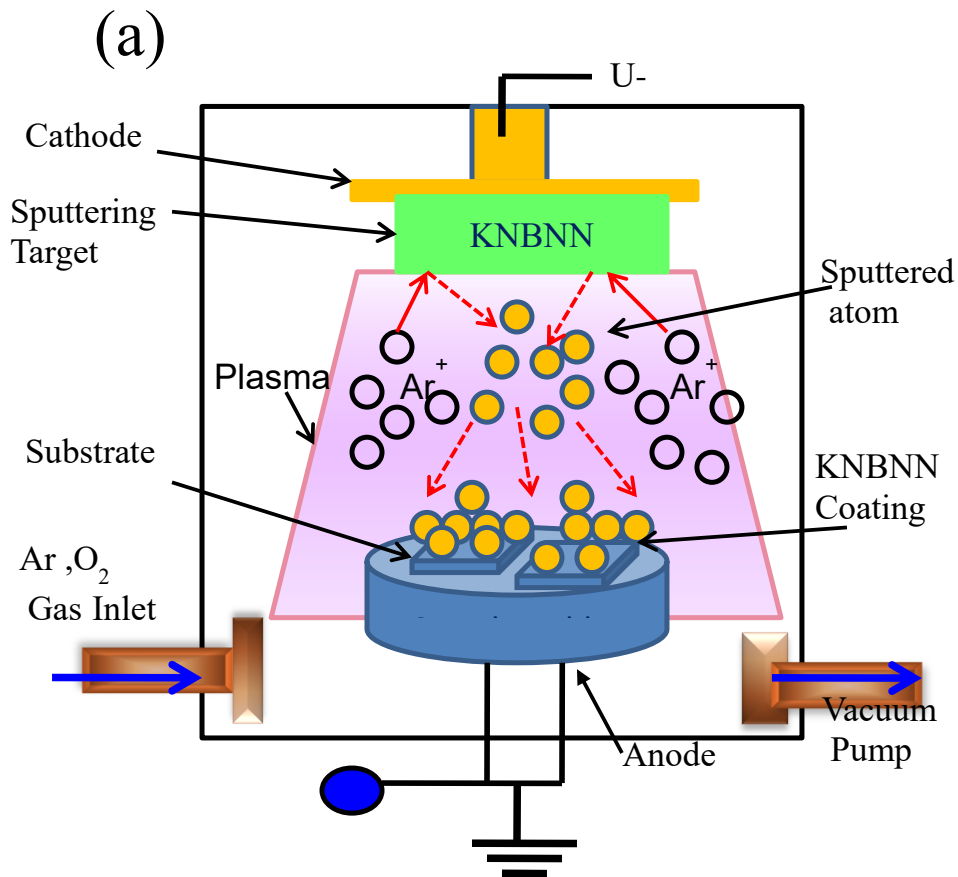 (a)
U-
Cathode
Sputtering
Target
KNBNN
Sputtered
atom
Plasma
Ar+
Ar+
Substrate
KNBNN
Coating
Ar ,O2
Gas Inlet
Vacuum
Pump
Anode